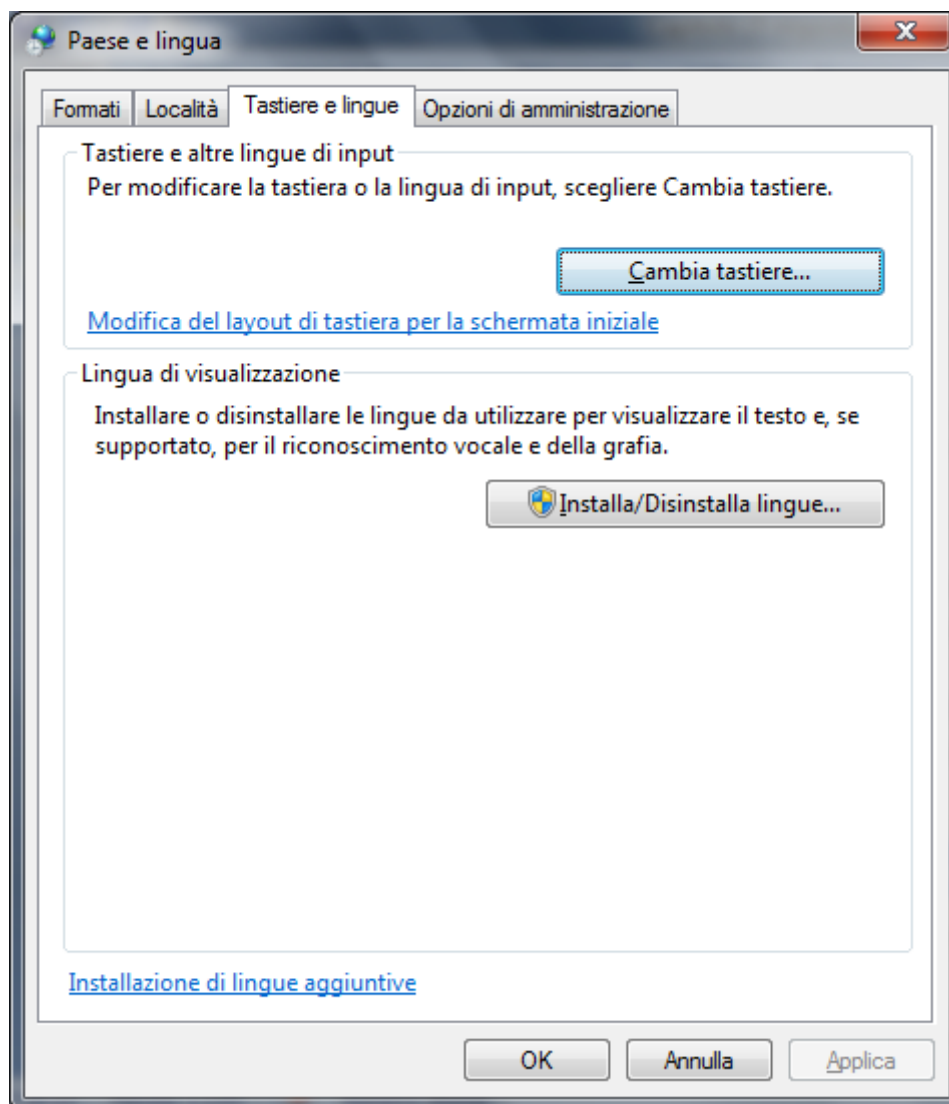 Paese e lingua
Formati
Località
Tastiere e lingue
Opzioni di amministrazione
Tastiere e altre lingue di input
Per modificare la tastiera o la lingua di input, scegliere Cambia tastiere.
Cambia tastiere...
Modifica del layout di tastiera per la schermata iniziale
Lingua di visualizzazione
Installare o disinstallare le lingue da utilizzare per visualizzare il testo e, se
supportato, per il riconoscimento vocale e della grafia.
Installa/Disinstalla lingue...
Installazione di lingue aggiuntive
OK
Annulla
Applica